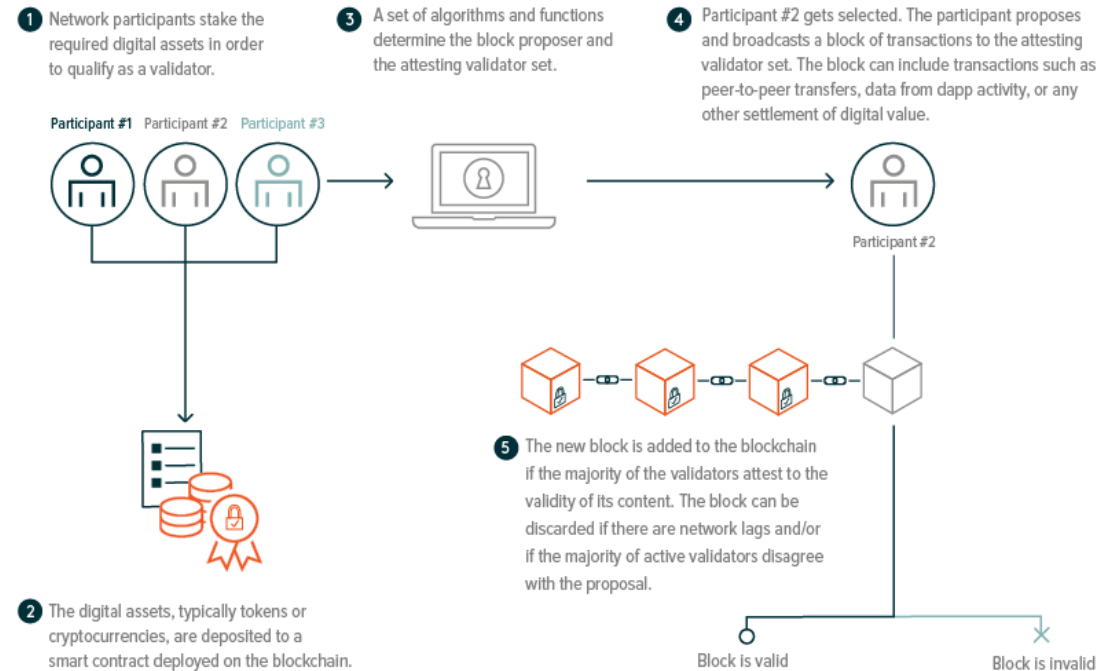 1 Network participants stake the
required digital assets in order
to qualify as a validator.
3 A set of algorithms and functions
determine the block proposer and
the attesting validator set.
4 Participant #2 gets selected. The participant proposes
and broadcasts a block of transactions to the attesting
validator set. The block can include transactions such as
peer-to-peer transfers, data from dapp activity, or any
other settlement of digital value.
Participant #1 Participant #2 Participant #3
Participant #2
5 The new block is added to the blockchain
if the majority of the validators attest to the
validity of its content. The block can be
discarded if there are network lags and/or
if the majority of active validators disagree
with the proposal.
2 The digital assets, typically tokens or
cryptocurrencies, are deposited to a
smart contract deployed on the blockchain.
Block is valid
Block is invalid